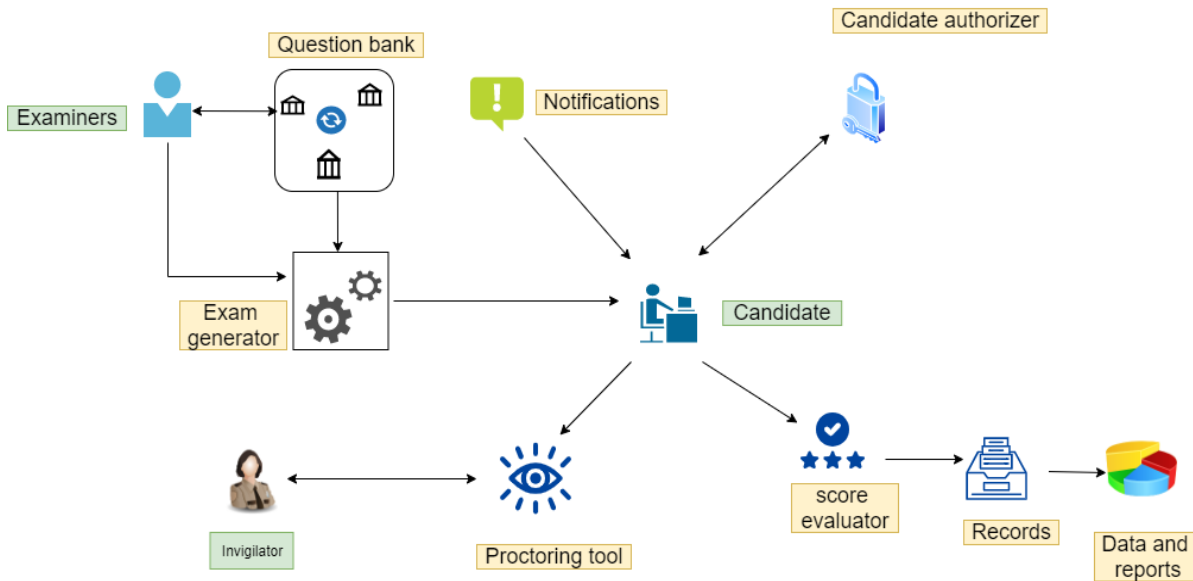 Candidate authorizer
Question bank
Notifications
Examiners
Exam
generator
Candidate
score
evaluator
Records
Invigilator
Proctoring tool
Data and
reports